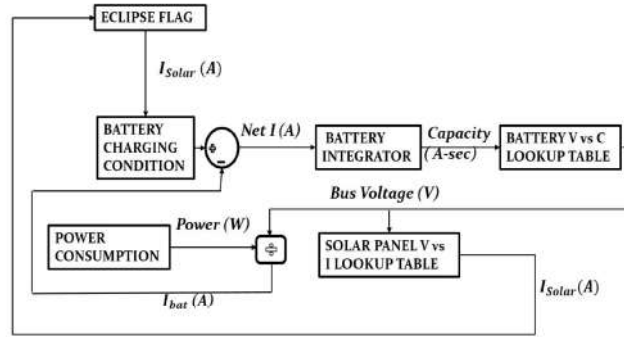 ECLIPSE FLAG
I_Solar (A)
BATTERY
CHARGING
CONDITION
+
−
Net I (A)
BATTERY
INTEGRATOR
Capacity
(A-sec)
BATTERY V vs C
LOOKUP TABLE
Bus Voltage (V)
POWER
CONSUMPTION
Power (W)
÷
SOLAR PANEL V vs
I LOOKUP TABLE
I_Solar(A)
I_bat (A)